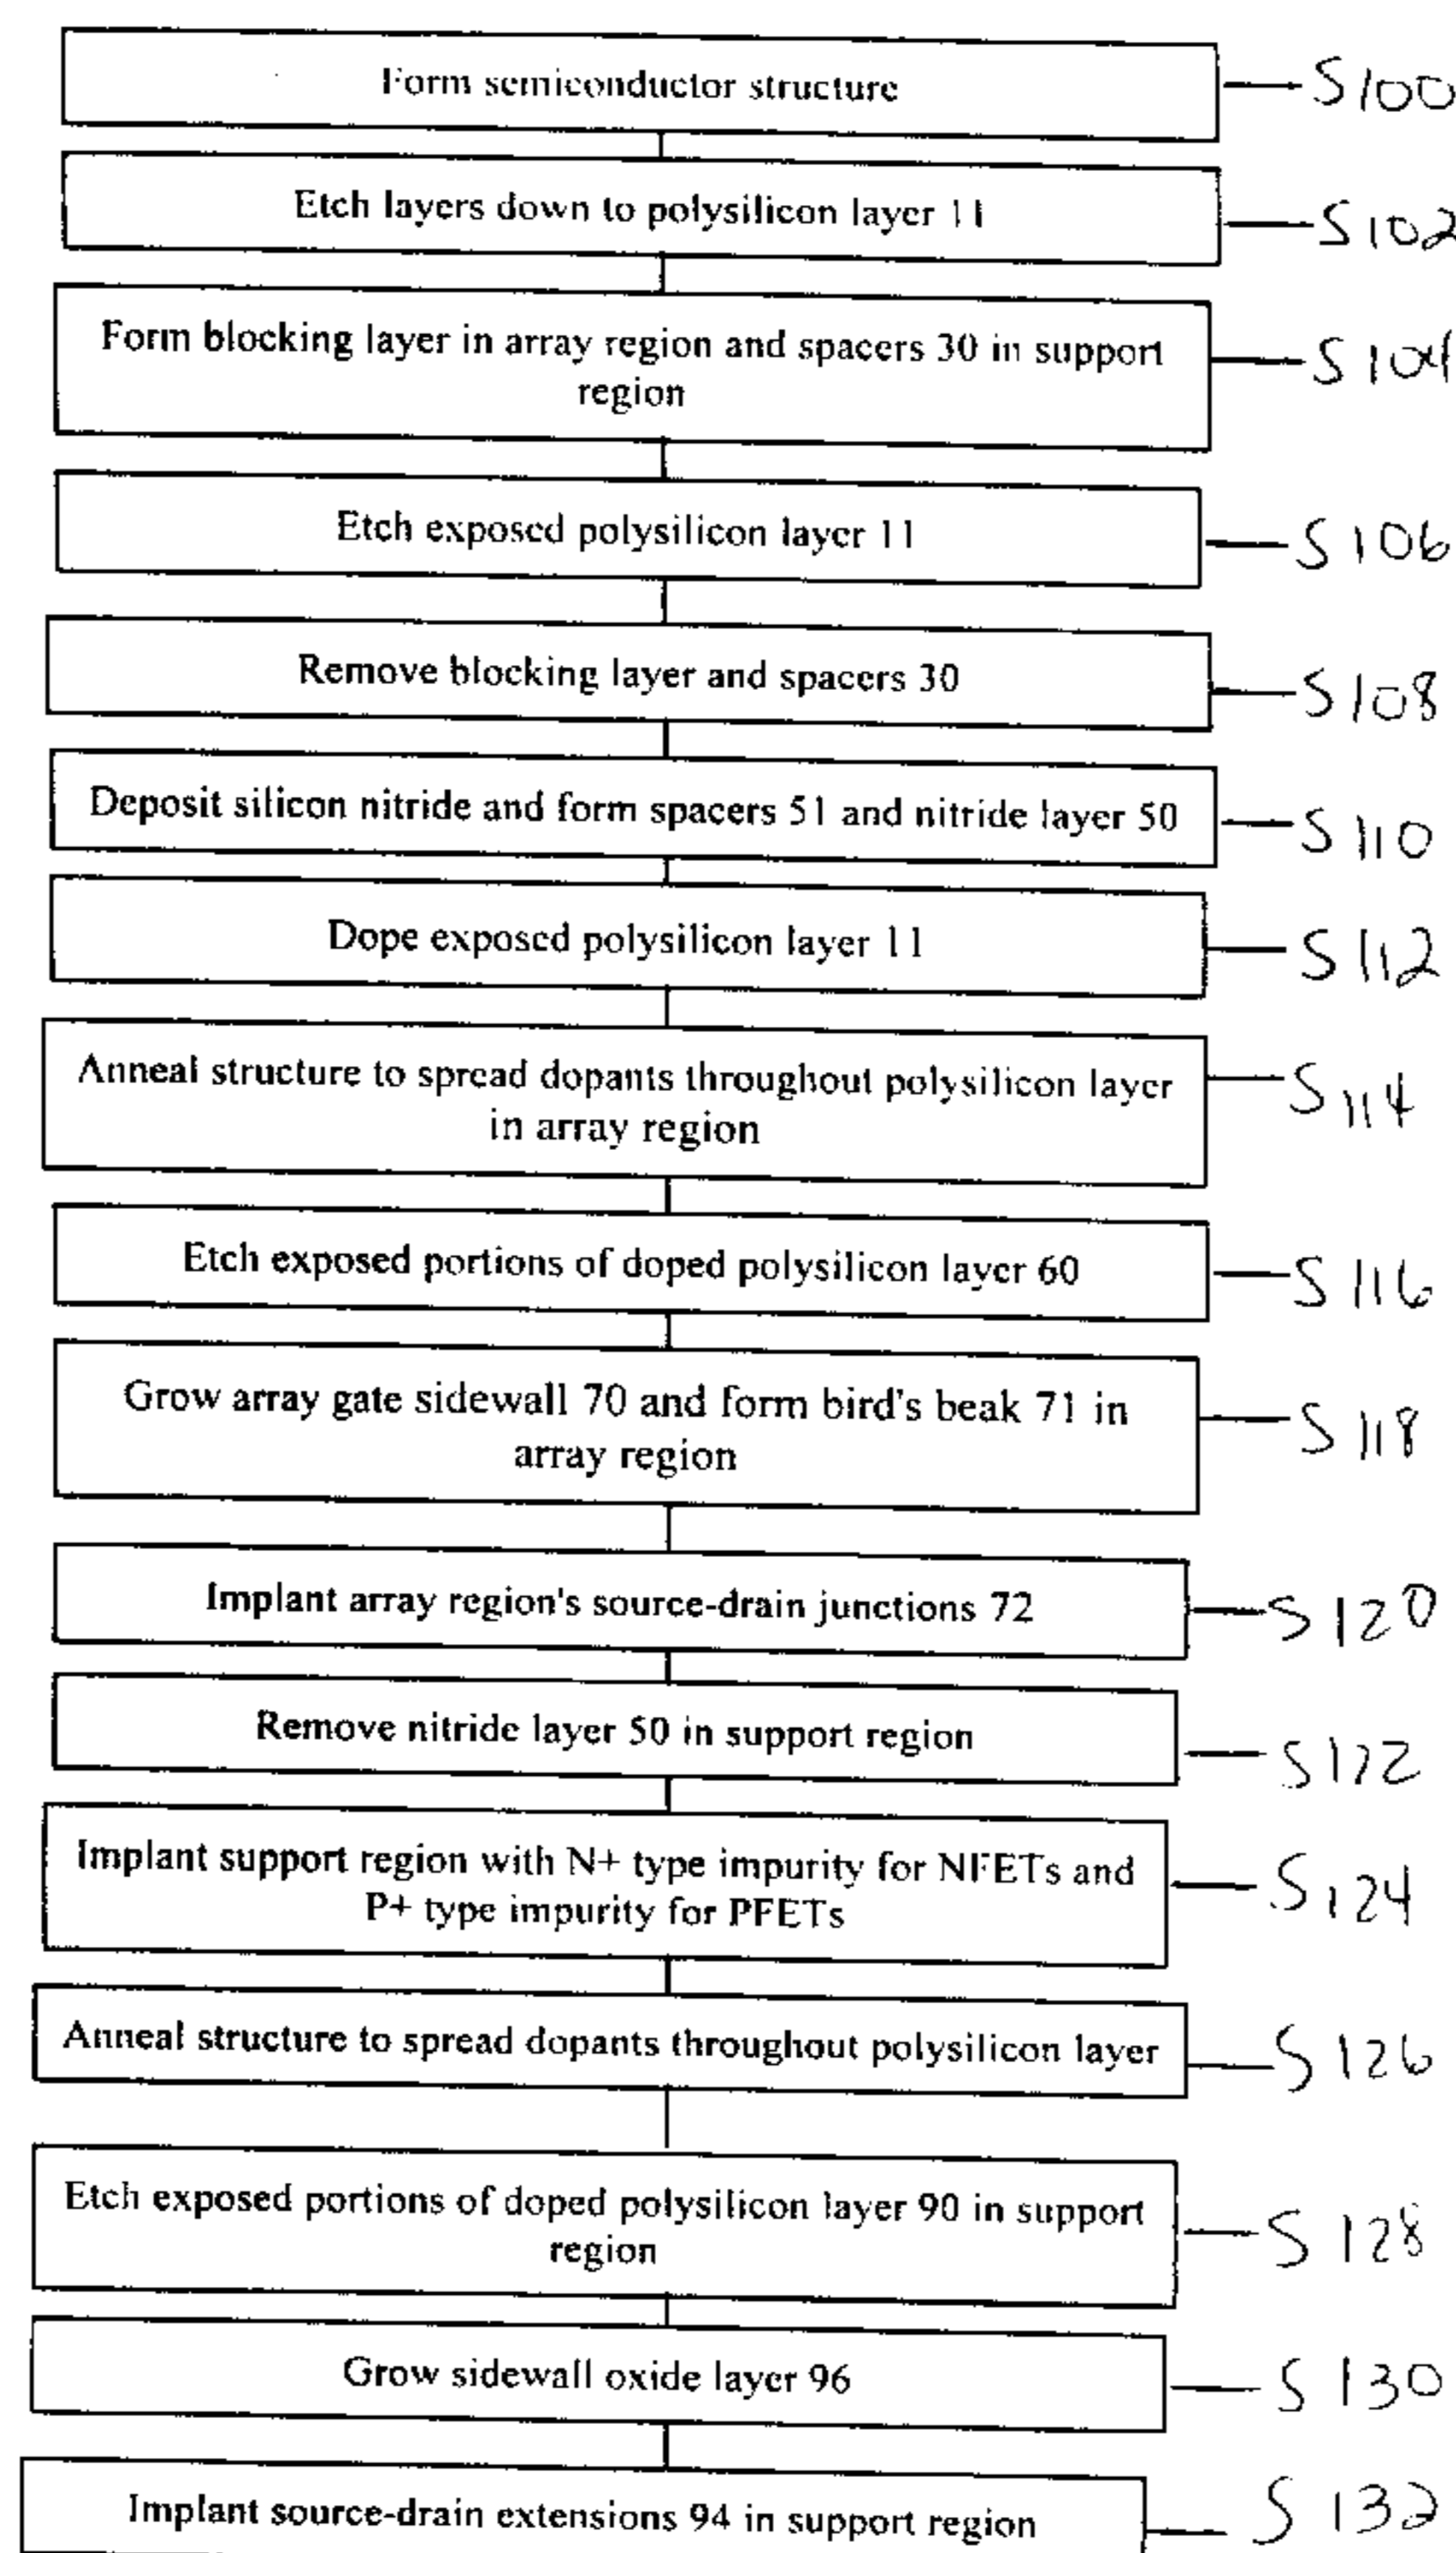 Form semiconductor structure
S100
Etch layers down to polysilicon layer 11
S102
Form blocking layer in array region and spacers 30 in support
region
S104
Etch exposed polysilicon layer 11
S106
Remove blocking layer and spacers 30
S108
Deposit silicon nitride and form spacers 51 and nitride layer 50
S110
Dope exposed polysilicon layer 11
S112
Anneal structure to spread dopants throughout polysilicon layer
in array region
S114
Etch exposed portions of doped polysilicon layer 60
S116
Grow array gate sidewall 70 and form bird's beak 71 in
array region
S118
Implant array region's source-drain junctions 72
S120
Remove nitride layer 50 in support region
S122
Implant support region with N+ type impurity for NFETs and
P+ type impurity for PFETs
S124
Anneal structure to spread dopants throughout polysilicon layer
S126
Etch exposed portions of doped polysilicon layer 90 in support
region
S128
Grow sidewall oxide layer 96
S130
Implant source-drain extensions 94 in support region
S132